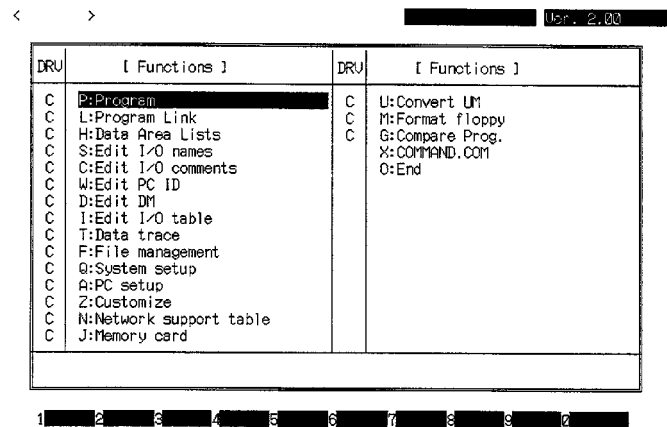 < >
Ver. 2.00
DRV [ Functions ] DRV [ Functions ]
C P:Program
C L:Program Link
C H:Data Area Lists
C S:Edit I/O names
C C:Edit I/O comments
C W:Edit PC ID
C D:Edit DM
C I:Edit I/O table
C T:Data trace
C F:File management
C Q:System setup
C A:PC setup
C Z:Customize
C N:Network support table
C J:Memory card
C U:Convert UM
C M:Format floppy
C G:Compare Prog.
X:COMMAND.COM
O:End
1 2 3 4 5 6 7 8 9 0